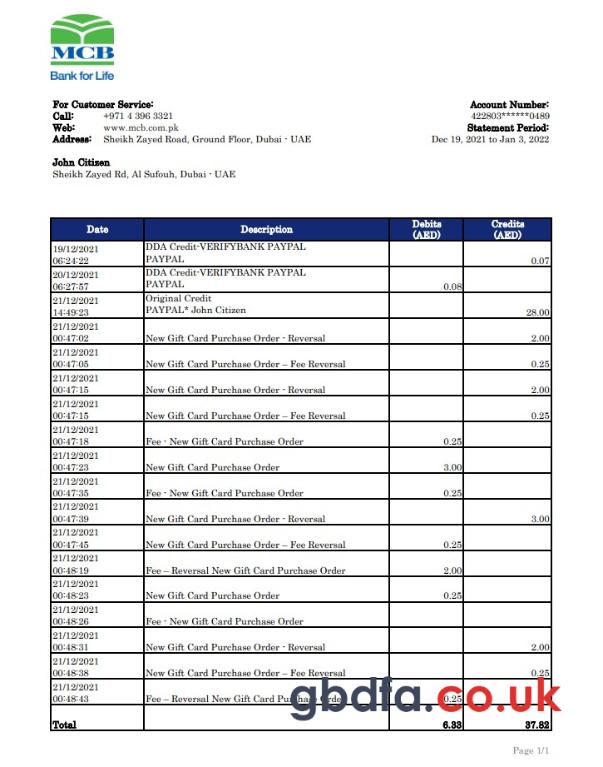 MCB
Bank for Life
For Customer Service:
Call: +971 4 396 3321
Web: www.mcb.com.pk
Address: Sheikh Zayed Road, Ground Floor, Dubai - UAE
Account Number:
422803******0489
Statement Period:
Dec 19, 2021 to Jan 3, 2022
John Citizen
Sheikh Zayed Rd, Al Sufouh, Dubai - UAE
Date Description Debits (AED) Credits (AED)
19/12/2021 DDA Credit-VERIFYBANK PAYPAL
06:24:22 PAYPAL 0.07
20/12/2021 DDA Credit-VERIFYBANK PAYPAL
06:27:57 PAYPAL 0.08
21/12/2021 Original Credit
14:49:23 PAYPAL* John Citizen 28.00
21/12/2021
00:47:02 New Gift Card Purchase Order - Reversal 2.00
21/12/2021
00:47:05 New Gift Card Purchase Order – Fee Reversal 0.25
21/12/2021
00:47:15 New Gift Card Purchase Order - Reversal 2.00
21/12/2021
00:47:15 New Gift Card Purchase Order – Fee Reversal 0.25
21/12/2021
00:47:18 Fee - New Gift Card Purchase Order 0.25
21/12/2021
00:47:23 New Gift Card Purchase Order 3.00
21/12/2021
00:47:35 Fee - New Gift Card Purchase Order 0.25
21/12/2021
00:47:39 New Gift Card Purchase Order - Reversal 3.00
21/12/2021
00:47:45 New Gift Card Purchase Order – Fee Reversal 0.25
21/12/2021
00:48:19 Fee – Reversal New Gift Card Purchase Order 2.00
21/12/2021
00:48:23 New Gift Card Purchase Order 0.25
21/12/2021
00:48:26 Fee - New Gift Card Purchase Order
21/12/2021
00:48:31 New Gift Card Purchase Order - Reversal 2.00
21/12/2021
00:48:38 New Gift Card Purchase Order – Fee Reversal 0.25
21/12/2021
00:48:43 Fee – Reversal New Gift Card Purchase Order 0.25
gbdfa.co.uk
Total 6.33 37.82
Page 1/1